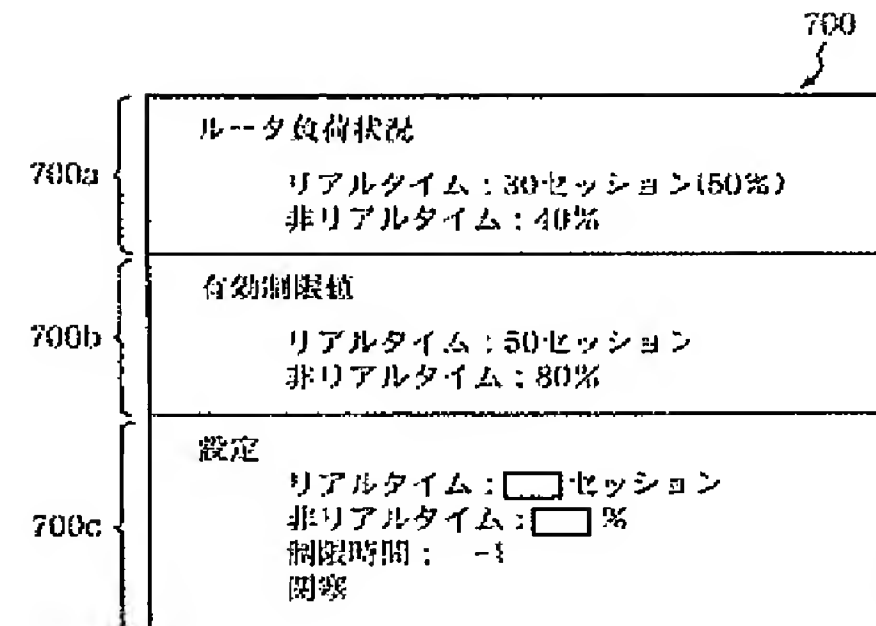 700
700a
ルータ負荷状況
リアルタイム：30セッション(50%)
非リアルタイム：40%
700b
有効制限値
リアルタイム：50セッション
非リアルタイム：80%
700c
設定
リアルタイム：セッション
非リアルタイム：%
制限時間：
閉塞